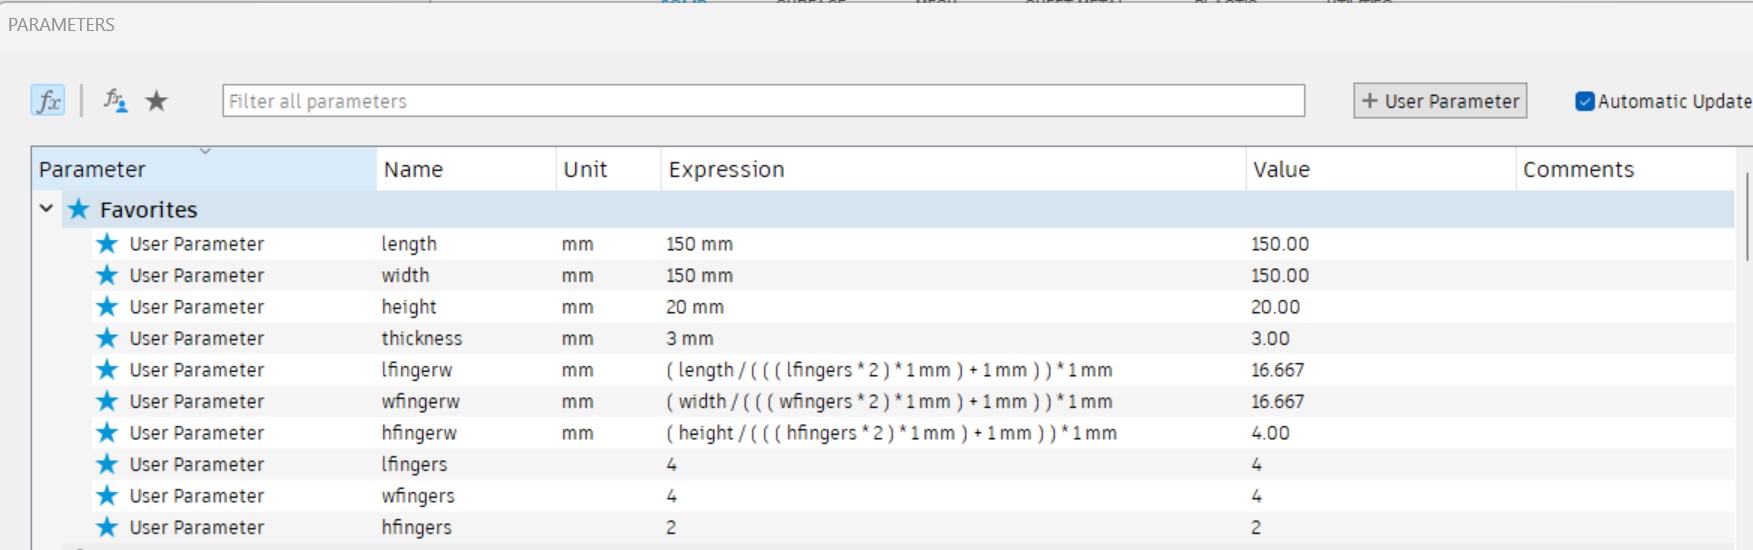 PARAMETERS
fx fx Filter all parameters + User Parameter Automatic Update
Parameter Name Unit Expression Value Comments
Favorites
User Parameter length mm 150 mm 150.00
User Parameter width mm 150 mm 150.00
User Parameter height mm 20 mm 20.00
User Parameter thickness mm 3 mm 3.00
User Parameter lfingerw mm ( length / ( ( ( lfingers * 2 ) * 1 mm ) + 1 mm ) ) * 1 mm 16.667
User Parameter wfingerw mm ( width / ( ( ( wfingers * 2 ) * 1 mm ) + 1 mm ) ) * 1 mm 16.667
User Parameter hfingerw mm ( height / ( ( ( hfingers * 2 ) * 1 mm ) + 1 mm ) ) * 1 mm 4.00
User Parameter lfingers 4 4
User Parameter wfingers 4 4
User Parameter hfingers 2 2